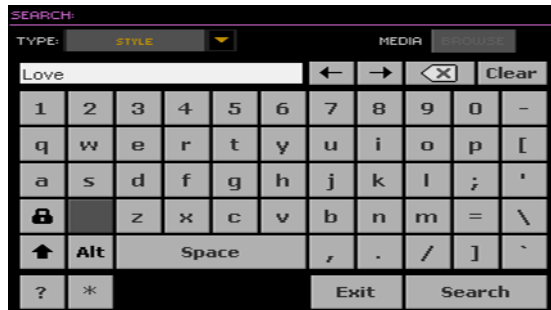 SEARCH:
TYPE: STYLE MEDIA BROWSE
Love ← → Clear
1 2 3 4 5 6 7 8 9 0 -
q w e r t y u i o p [
a s d f g h j k l ; '
z x c v b n m = \
Alt Space , . / ] `
? * Exit Search